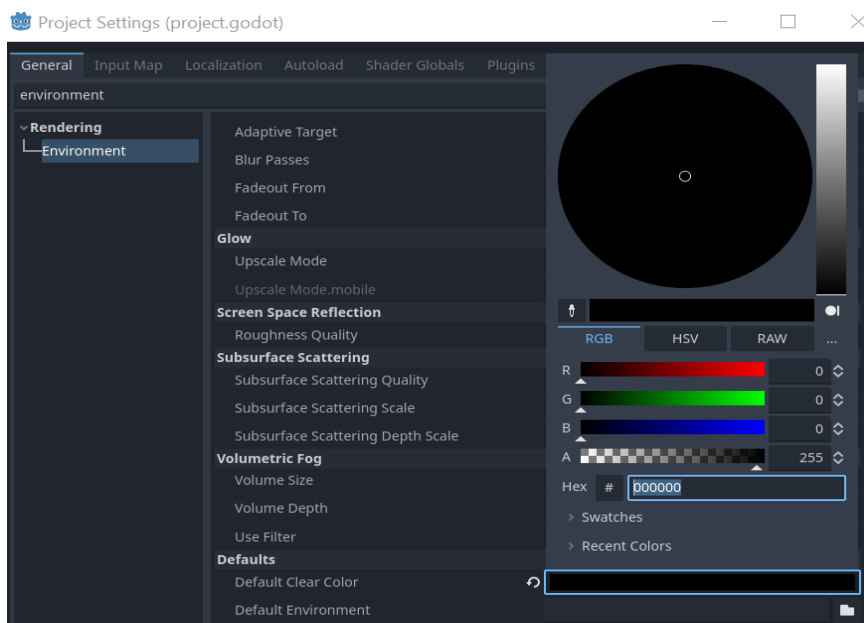 Project Settings (project.godot)
General Input Map Localization Autoload Shader Globals Plugins
environment
Rendering
Environment
Adaptive Target
Blur Passes
Fadeout From
Fadeout To
Glow
Upscale Mode
Upscale Mode.mobile
Screen Space Reflection
Roughness Quality
Subsurface Scattering
Subsurface Scattering Quality
Subsurface Scattering Scale
Subsurface Scattering Depth Scale
Volumetric Fog
Volume Size
Volume Depth
Use Filter
Defaults
Default Clear Color
Default Environment
RGB HSV RAW ...
R 0
G 0
B 0
A 255
Hex # 000000
Swatches
Recent Colors